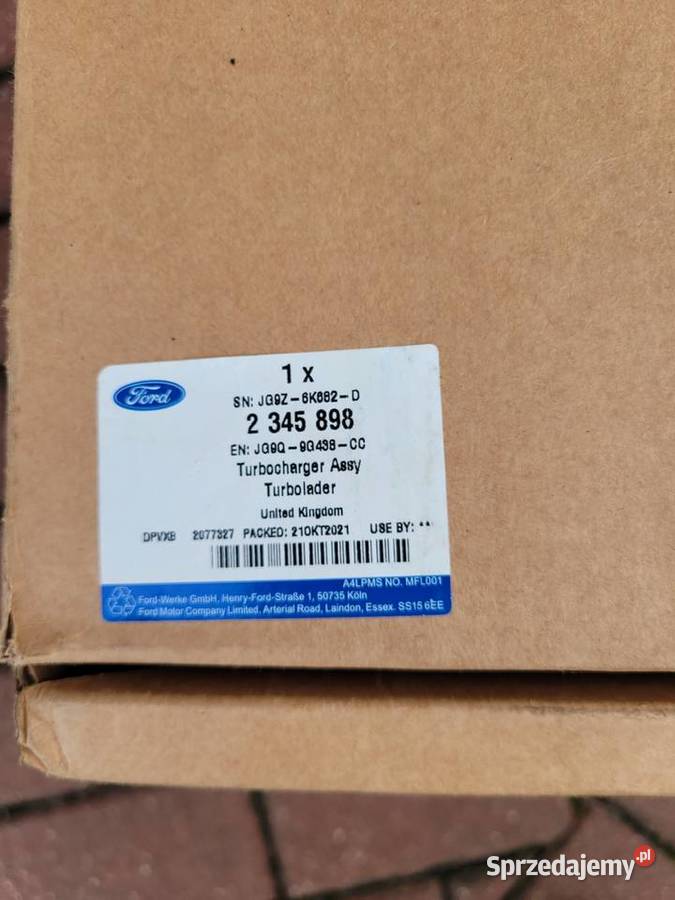 1 x
Ford
SN: JG9Z-6K682-D
2 345 898
EN: JG9Q-9G438-CC
Turbocharger Assy
Turbolader
United Kingdom
DPVXB 2077327 PACKED: 21OKT2021 USE BY: **
A4LPMS NO. MFL001
Ford-Werke GmbH, Henry-Ford-Straße 1, 50735 Köln
Ford Motor Company Limited, Arterial Road, Laindon, Essex. SS15 6EE
Sprzedajemy.pl